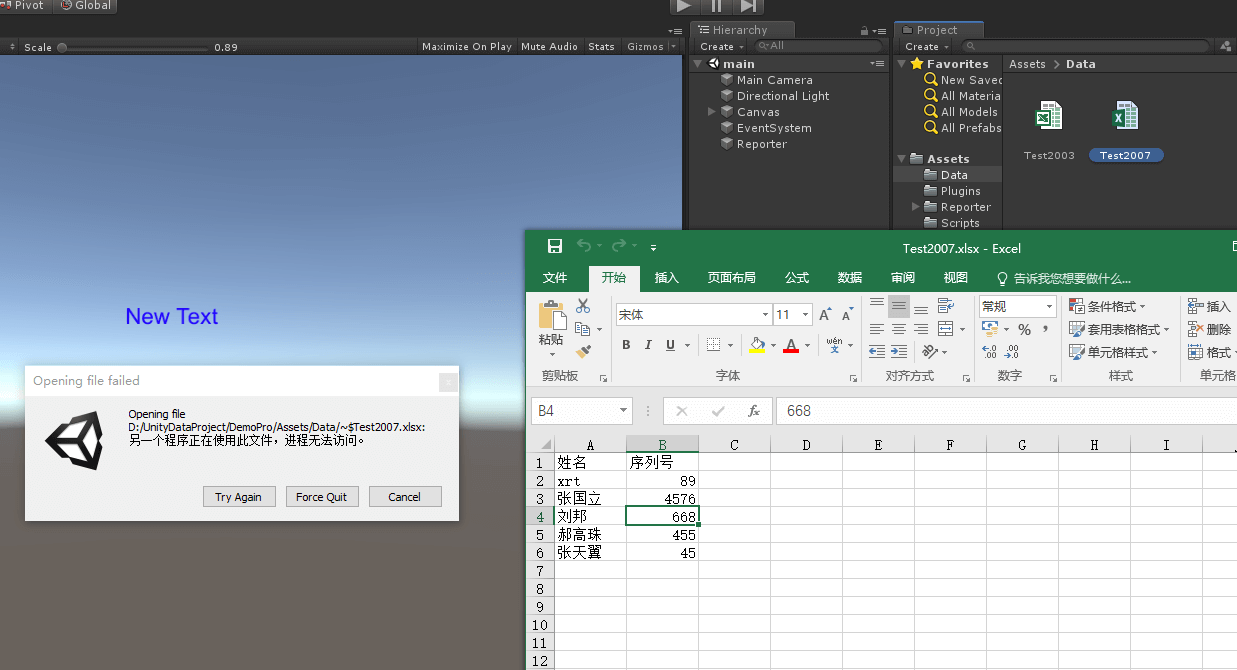 Pivot Global
Scale 0.89 Maximize On Play Mute Audio Stats Gizmos
Hierarchy
Create All
main
Main Camera
Directional Light
Canvas
EventSystem
Reporter
Project
Create
Favorites
New Saved
All Materia
All Models
All Prefabs
Assets
Data
Plugins
Reporter
Scripts
Assets Data
Test2003 Test2007
New Text
Opening file failed
Opening file
D:/UnityDataProject/DemoPro/Assets/Data/~$Test2007.xlsx:
另一个程序正在使用此文件，进程无法访问。
Try Again Force Quit Cancel
Test2007.xlsx - Excel
文件 开始 插入 页面布局 公式 数据 审阅 视图 告诉我您想要做什么...
粘贴
宋体 11 A A
B I U A wén 文
常规
% ,
条件格式
套用表格格式
单元格样式
插入
删除
格式
剪贴板 字体 对齐方式 数字 样式 单元格
B4 fx 668
A B C D E F G H I
1 姓名 序列号
2 xrt 89
3 张国立 4576
4 刘邦 668
5 郝高珠 455
6 张天翼 45
7
8
9
10
11
12